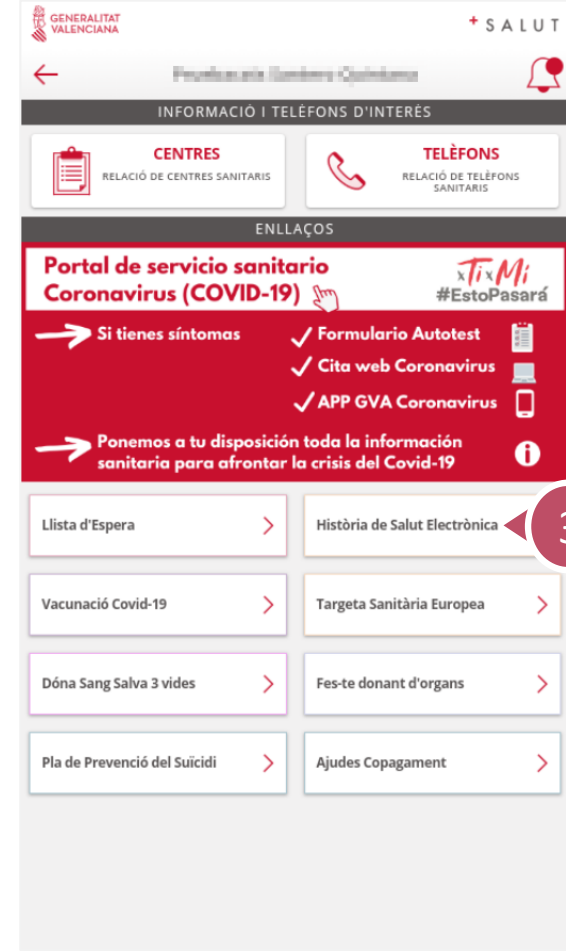 GENERALITAT
VALENCIANA
+ SALUT
INFORMACIÓ I TELÈFONS D'INTERÉS
CENTRES
RELACIÓ DE CENTRES SANITARIS
TELÈFONS
RELACIÓ DE TELÈFONS
SANITARIS
ENLLAÇOS
Portal de servicio sanitario
Coronavirus (COVID-19)
xTixMi
#EstoPasará
Si tienes síntomas
✓ Formulario Autotest
✓ Cita web Coronavirus
✓ APP GVA Coronavirus
Ponemos a tu disposición toda la información
sanitaria para afrontar la crisis del Covid-19
Llista d'Espera
Història de Salut Electrònica
3
Vacunació Covid-19
Targeta Sanitària Europea
Dóna Sang Salva 3 vides
Fes-te donant d'organs
Pla de Prevenció del Suïcidi
Ajudes Copagament